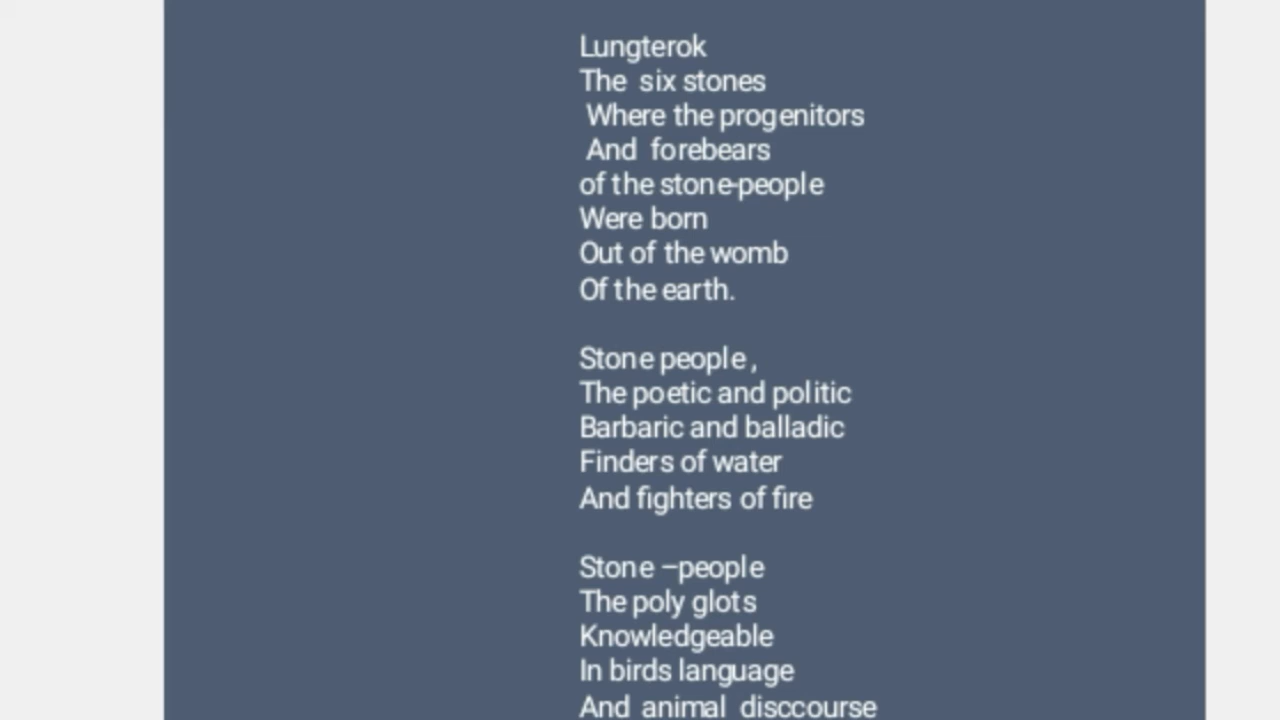 Lungterok
The six stones
Where the progenitors
And forebears
of the stone-people
Were born
Out of the womb
Of the earth.
Stone people ,
The poetic and politic
Barbaric and balladic
Finders of water
And fighters of fire
Stone –people
The poly glots
Knowledgeable
In birds language
And animal disccourse